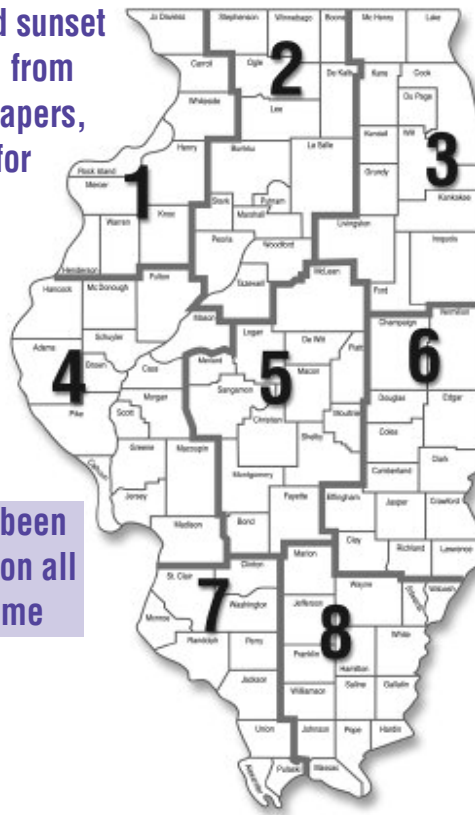 d sunset
from
apers,
for
been
on all
me
Jo Daviess
Stephenson
Winnebago
Boone
Mc Henry
Lake
Carroll
Ogle
2
De Kalb
Kane
Cook
Du Page
Whiteside
Lee
Kendall
Will
3
Henry
Bureau
La Salle
Grundy
Rock Island
Mercer
1
Stark
Putnam
Marshall
Kankakee
Warren
Knox
Peoria
Woodford
Livingston
Iroquois
Henderson
Fulton
Tazewell
McLean
Ford
Hancock
Mc Donough
Mason
Logan
De Witt
Champaign
Vermilion
Schuyler
Adams
4
Brown
Cass
Menard
5
Piatt
Macon
6
Sangamon
Morgan
Scott
Pike
Douglas
Edgar
Christian
Moultrie
Coles
Greene
Macoupin
Shelby
Calhoun
Montgomery
Cumberland
Clark
Jersey
Fayette
Effingham
Jasper
Crawford
Madison
Bond
Clay
Richland
Lawrence
St. Clair
Clinton
Marion
Wayne
Edwards
Wabash
7
Washington
Jefferson
Monroe
8
White
Randolph
Perry
Franklin
Hamilton
Jackson
Williamson
Saline
Gallatin
Union
Johnson
Pope
Hardin
Alexander
Pulaski
Massac